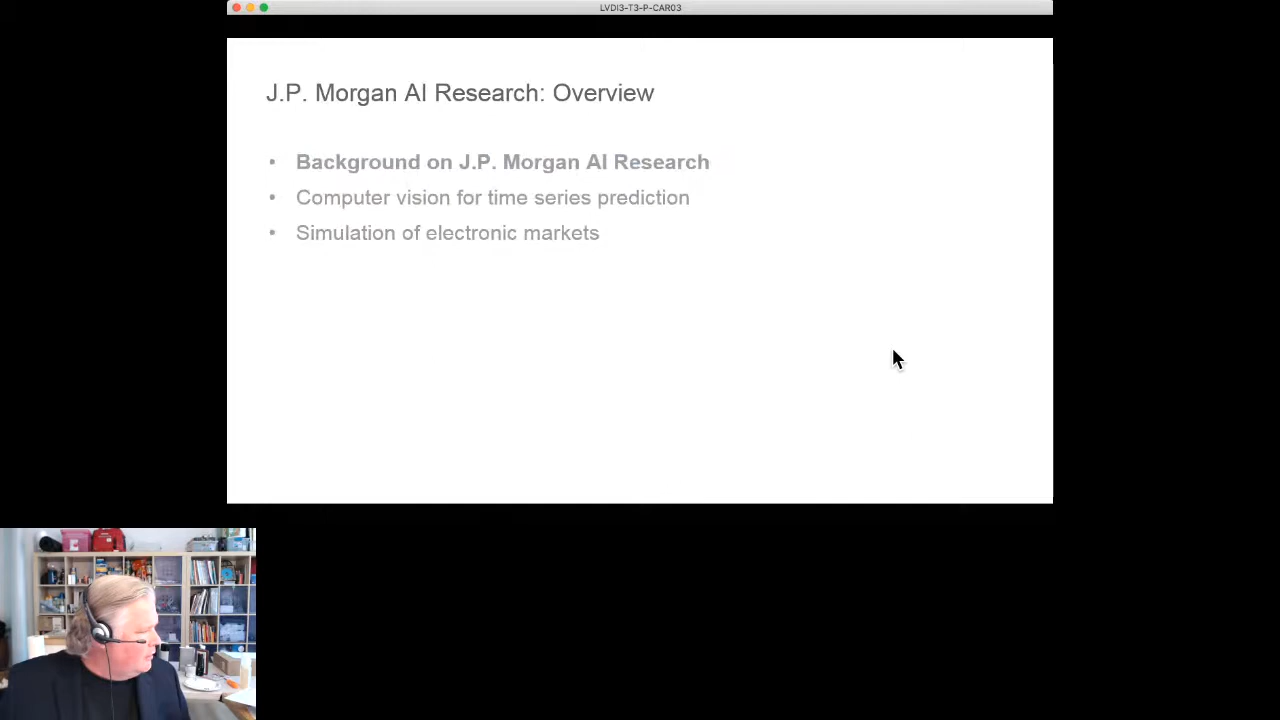 LVDI3-T3-P-CAR03
J.P. Morgan AI Research: Overview
• Background on J.P. Morgan AI Research
• Computer vision for time series prediction
• Simulation of electronic markets